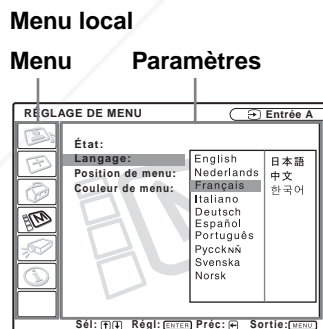 Menu local
Menu Paramètres
RÉGLAGE DE MENU Entrée A
État:
Langage:
Position de menu:
Couleur de menu:
English
Nederlands
Français
Italiano
Deutsch
Español
Português
Русский
Svenska
Norsk
日本語
中文
한국어
Sél: Régl: ENTER Préc: Sortie: MENU